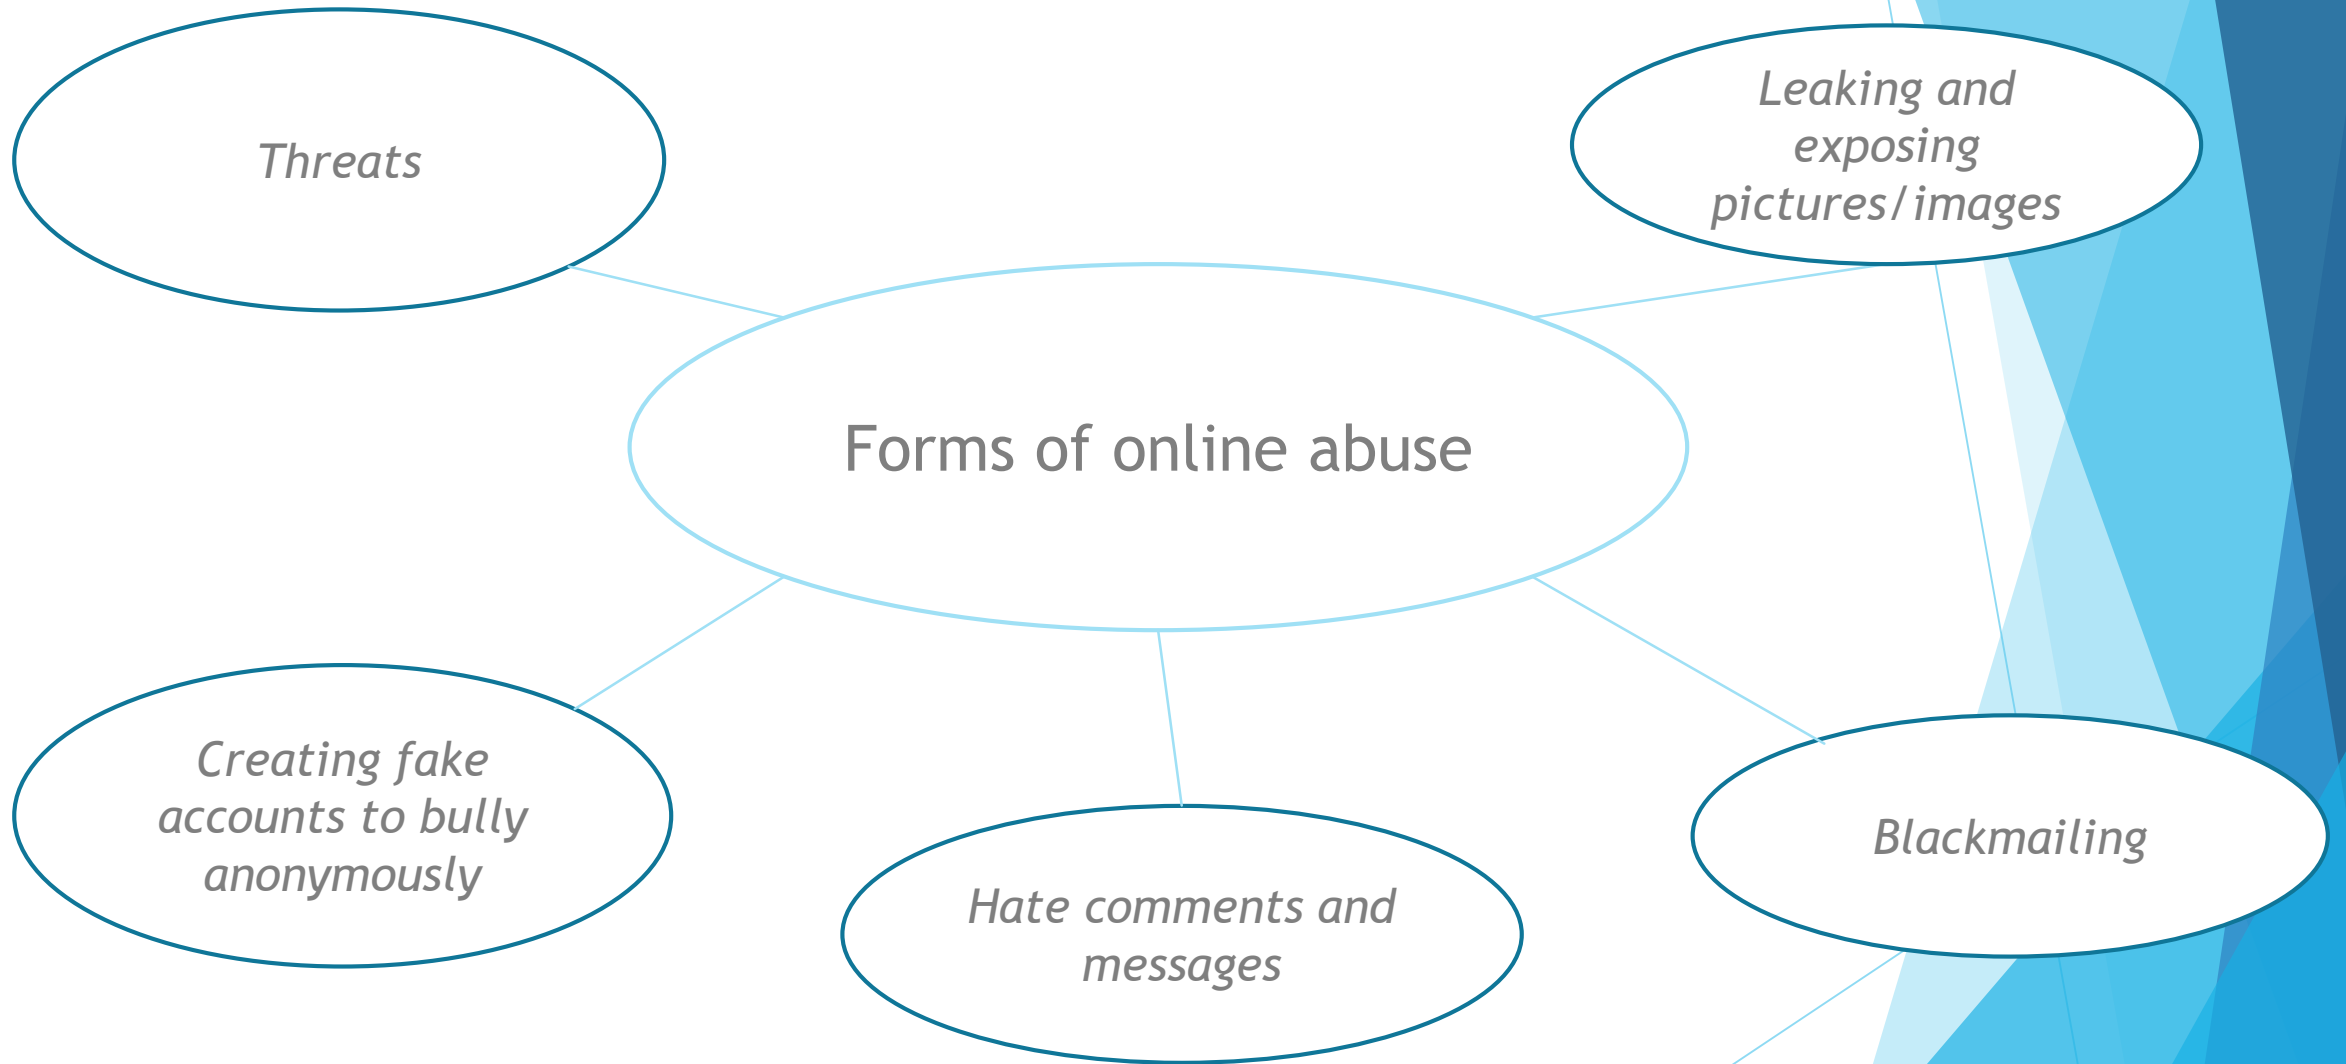 Threats
Leaking and
exposing
pictures/images
Forms of online abuse
Creating fake
accounts to bully
anonymously
Hate comments and
messages
Blackmailing